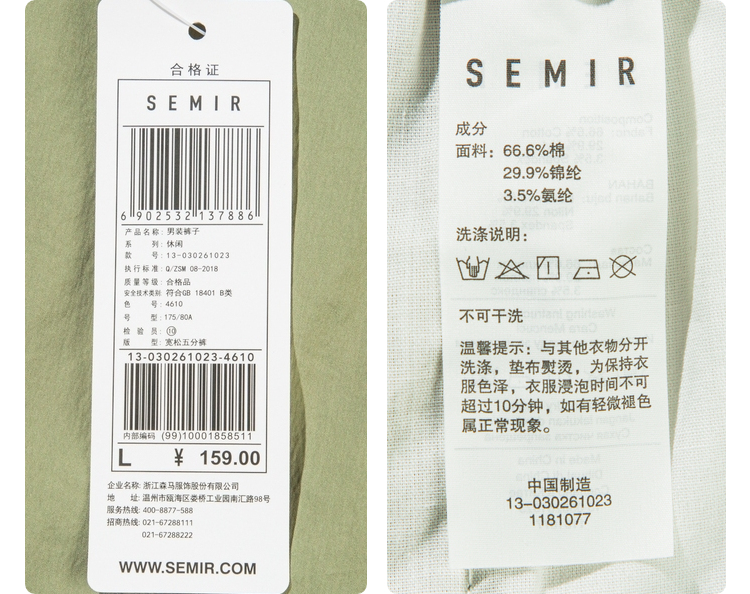 合格证
SEMIR
6 902532 137886
产品名称: 男装裤子
系 列: 休闲
款 号: 13-030261023
执行标准: Q/ZSM 08-2018
质量等级: 合格品
安全技术类别: 符合GB 18401 B类
色 号: 4610
号 型: 175/80A
检 验 员: ⑩
版 型: 宽松五分裤
13-030261023-4610
内部编码 (99)10001858511
L ¥ 159.00
企业名称: 浙江森马服饰股份有限公司
地 址: 温州市瓯海区娄桥工业园南汇路98号
服务热线: 400-8877-588
招商热线: 021-67288111
021-67288222
WWW.SEMIR.COM
SEMIR
成分
面料: 66.6%棉
29.9%锦纶
3.5%氨纶
洗涤说明:
不可干洗
温馨提示: 与其他衣物分开
洗涤, 垫布熨烫, 为保持衣
服色泽, 衣服浸泡时间不可
超过10分钟, 如有轻微褪色
属正常现象。
中国制造
13-030261023
1181077